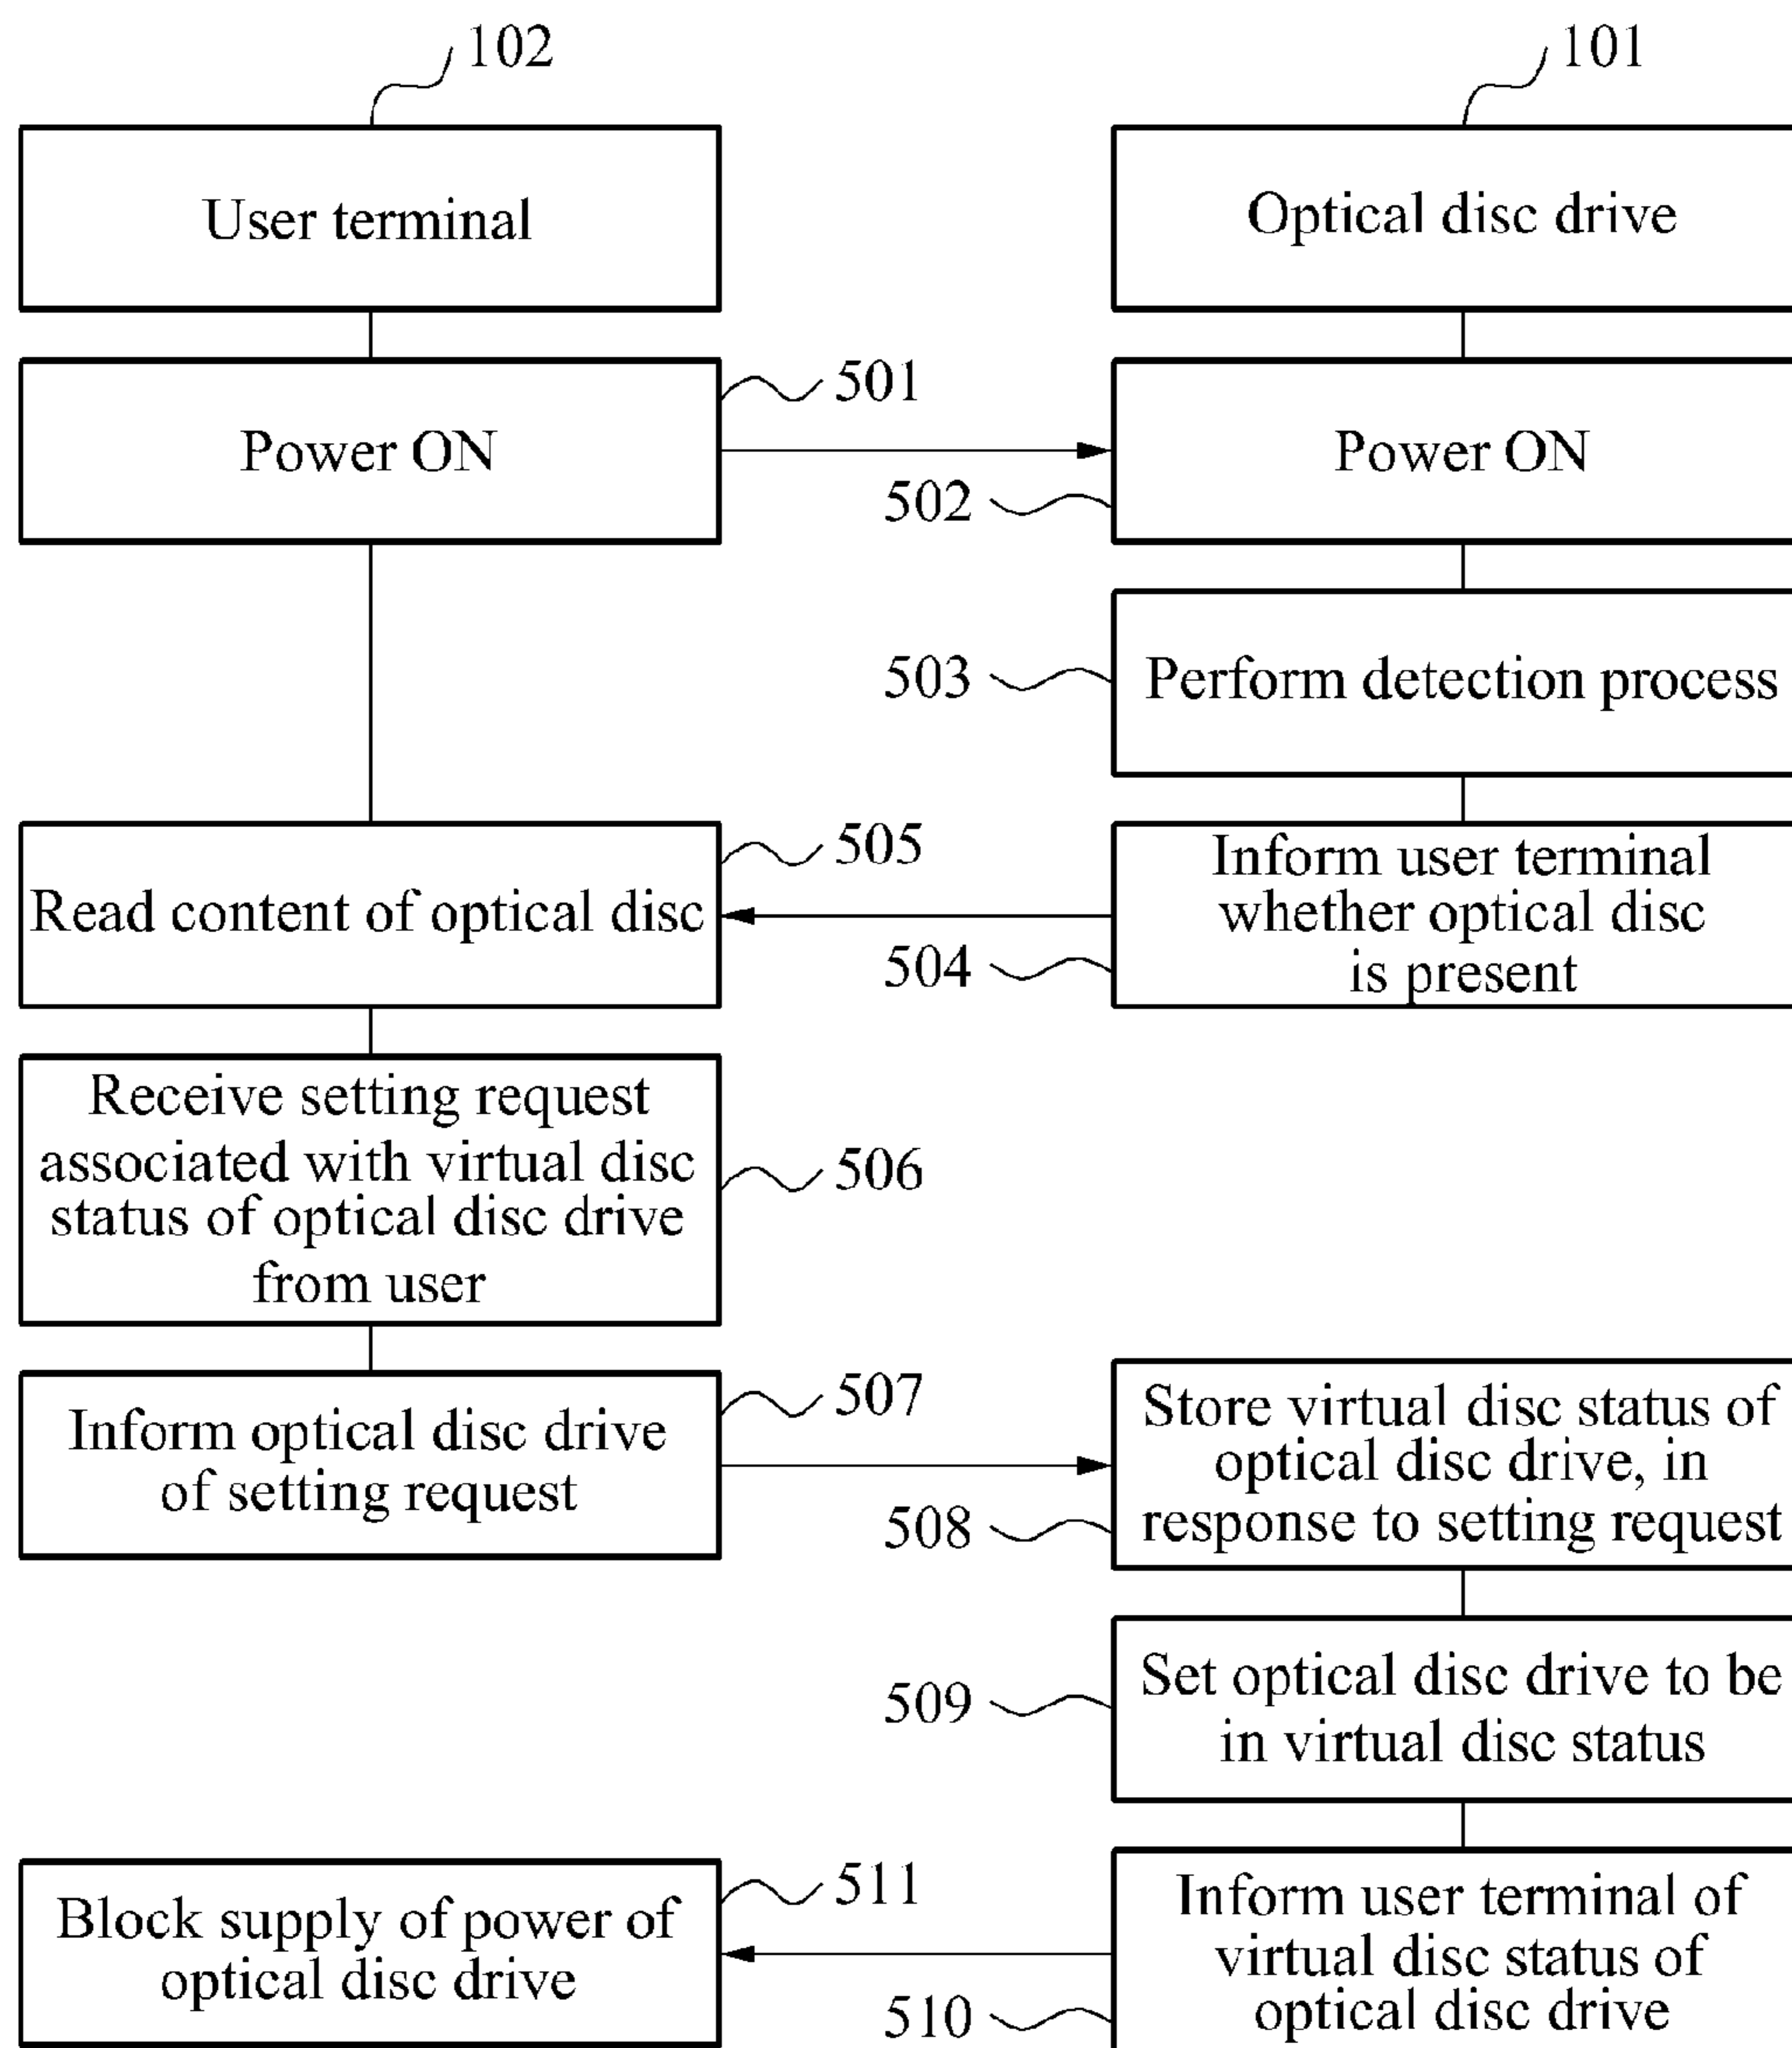 102
101
User terminal
Optical disc drive
501
Power ON
Power ON
502
503
Perform detection process
505
Read content of optical disc
Inform user terminal
whether optical disc
is present
504
Receive setting request
associated with virtual disc
status of optical disc drive
from user
506
507
Inform optical disc drive
of setting request
Store virtual disc status of
optical disc drive, in
response to setting request
508
509
Set optical disc drive to be
in virtual disc status
511
Block supply of power of
optical disc drive
Inform user terminal of
virtual disc status of
optical disc drive
510